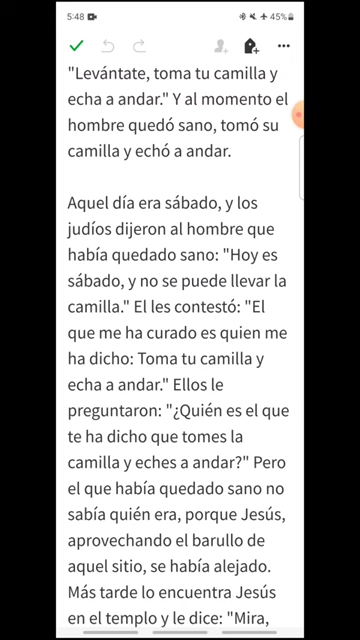 5:48
45%
"Levántate, toma tu camilla y
echa a andar." Y al momento el
hombre quedó sano, tomó su
camilla y echó a andar.
Aquel día era sábado, y los
judíos dijeron al hombre que
había quedado sano: "Hoy es
sábado, y no se puede llevar la
camilla." El les contestó: "El
que me ha curado es quien me
ha dicho: Toma tu camilla y
echa a andar." Ellos le
preguntaron: "¿Quién es el que
te ha dicho que tomes la
camilla y eches a andar?" Pero
el que había quedado sano no
sabía quién era, porque Jesús,
aprovechando el barullo de
aquel sitio, se había alejado.
Más tarde lo encuentra Jesús
en el templo y le dice: "Mira,